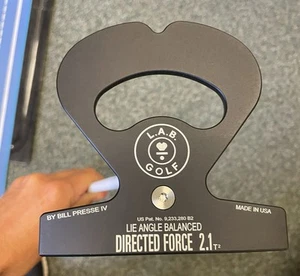 L.A.B.
GOLF
US Pat. No. 9,233,280 B2
BY BILL PRESSE IV
MADE IN USA
LIE ANGLE BALANCED
DIRECTED FORCE 2.1 T²